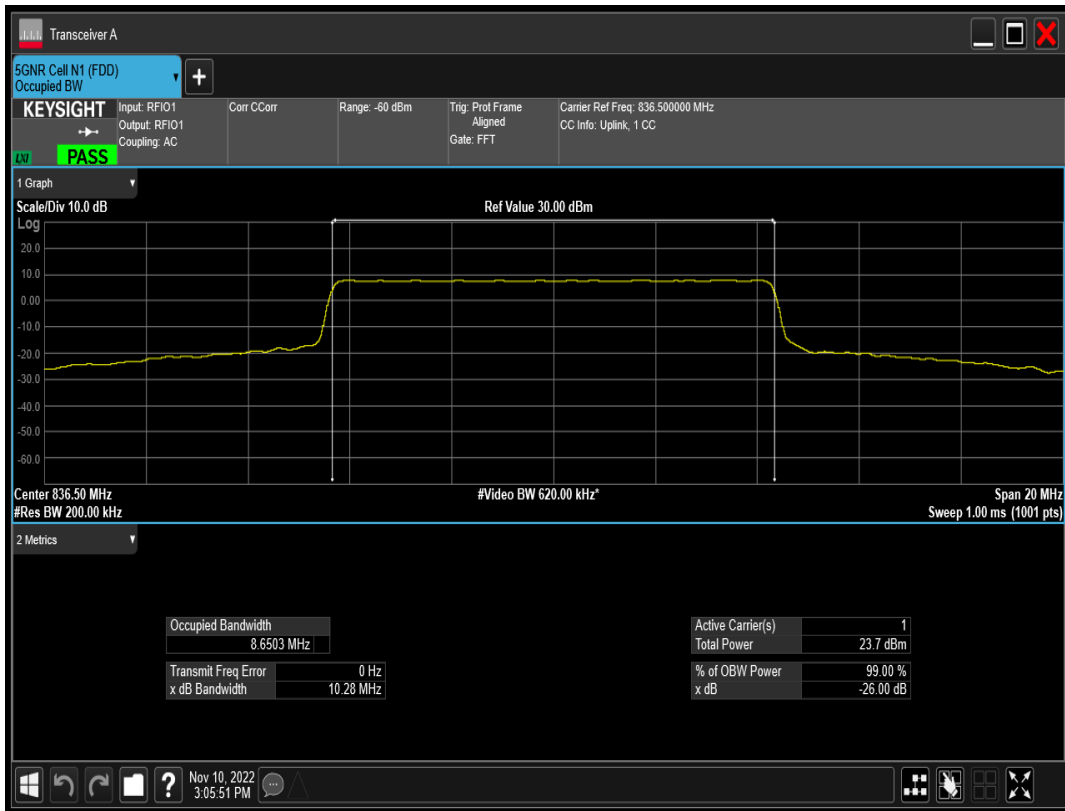 Transceiver A
5GNR Cell N1 (FDD)
Occupied BW
+
KEYSIGHT
LXI
PASS
Input: RFIO1
Output: RFIO1
Coupling: AC
Corr CCorr
Range: -60 dBm
Trig: Prot Frame
Aligned
Gate: FFT
Carrier Ref Freq: 836.500000 MHz
CC Info: Uplink, 1 CC
1 Graph
Scale/Div 10.0 dB
Ref Value 30.00 dBm
Log
20.0
10.0
0.00
-10.0
-20.0
-30.0
-40.0
-50.0
-60.0
Center 836.50 MHz
#Video BW 620.00 kHz*
Span 20 MHz
#Res BW 200.00 kHz
Sweep 1.00 ms (1001 pts)
2 Metrics
Occupied Bandwidth
8.6503 MHz
Transmit Freq Error 0 Hz
x dB Bandwidth 10.28 MHz
Active Carrier(s) 1
Total Power 23.7 dBm
% of OBW Power 99.00 %
x dB -26.00 dB
?
Nov 10, 2022
3:05:51 PM